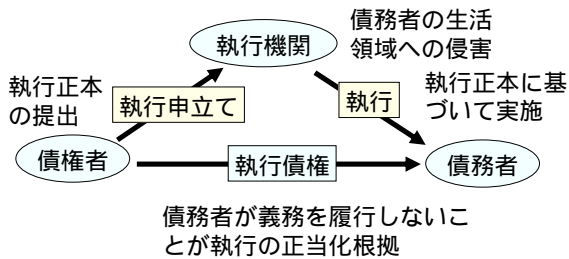 執行機関
債務者の生活
領域への侵害
執行正本
の提出
執行申立て
執行
執行正本に基
づいて実施
債権者
執行債権
債務者
債務者が義務を履行しないこ
とが執行の正当化根拠